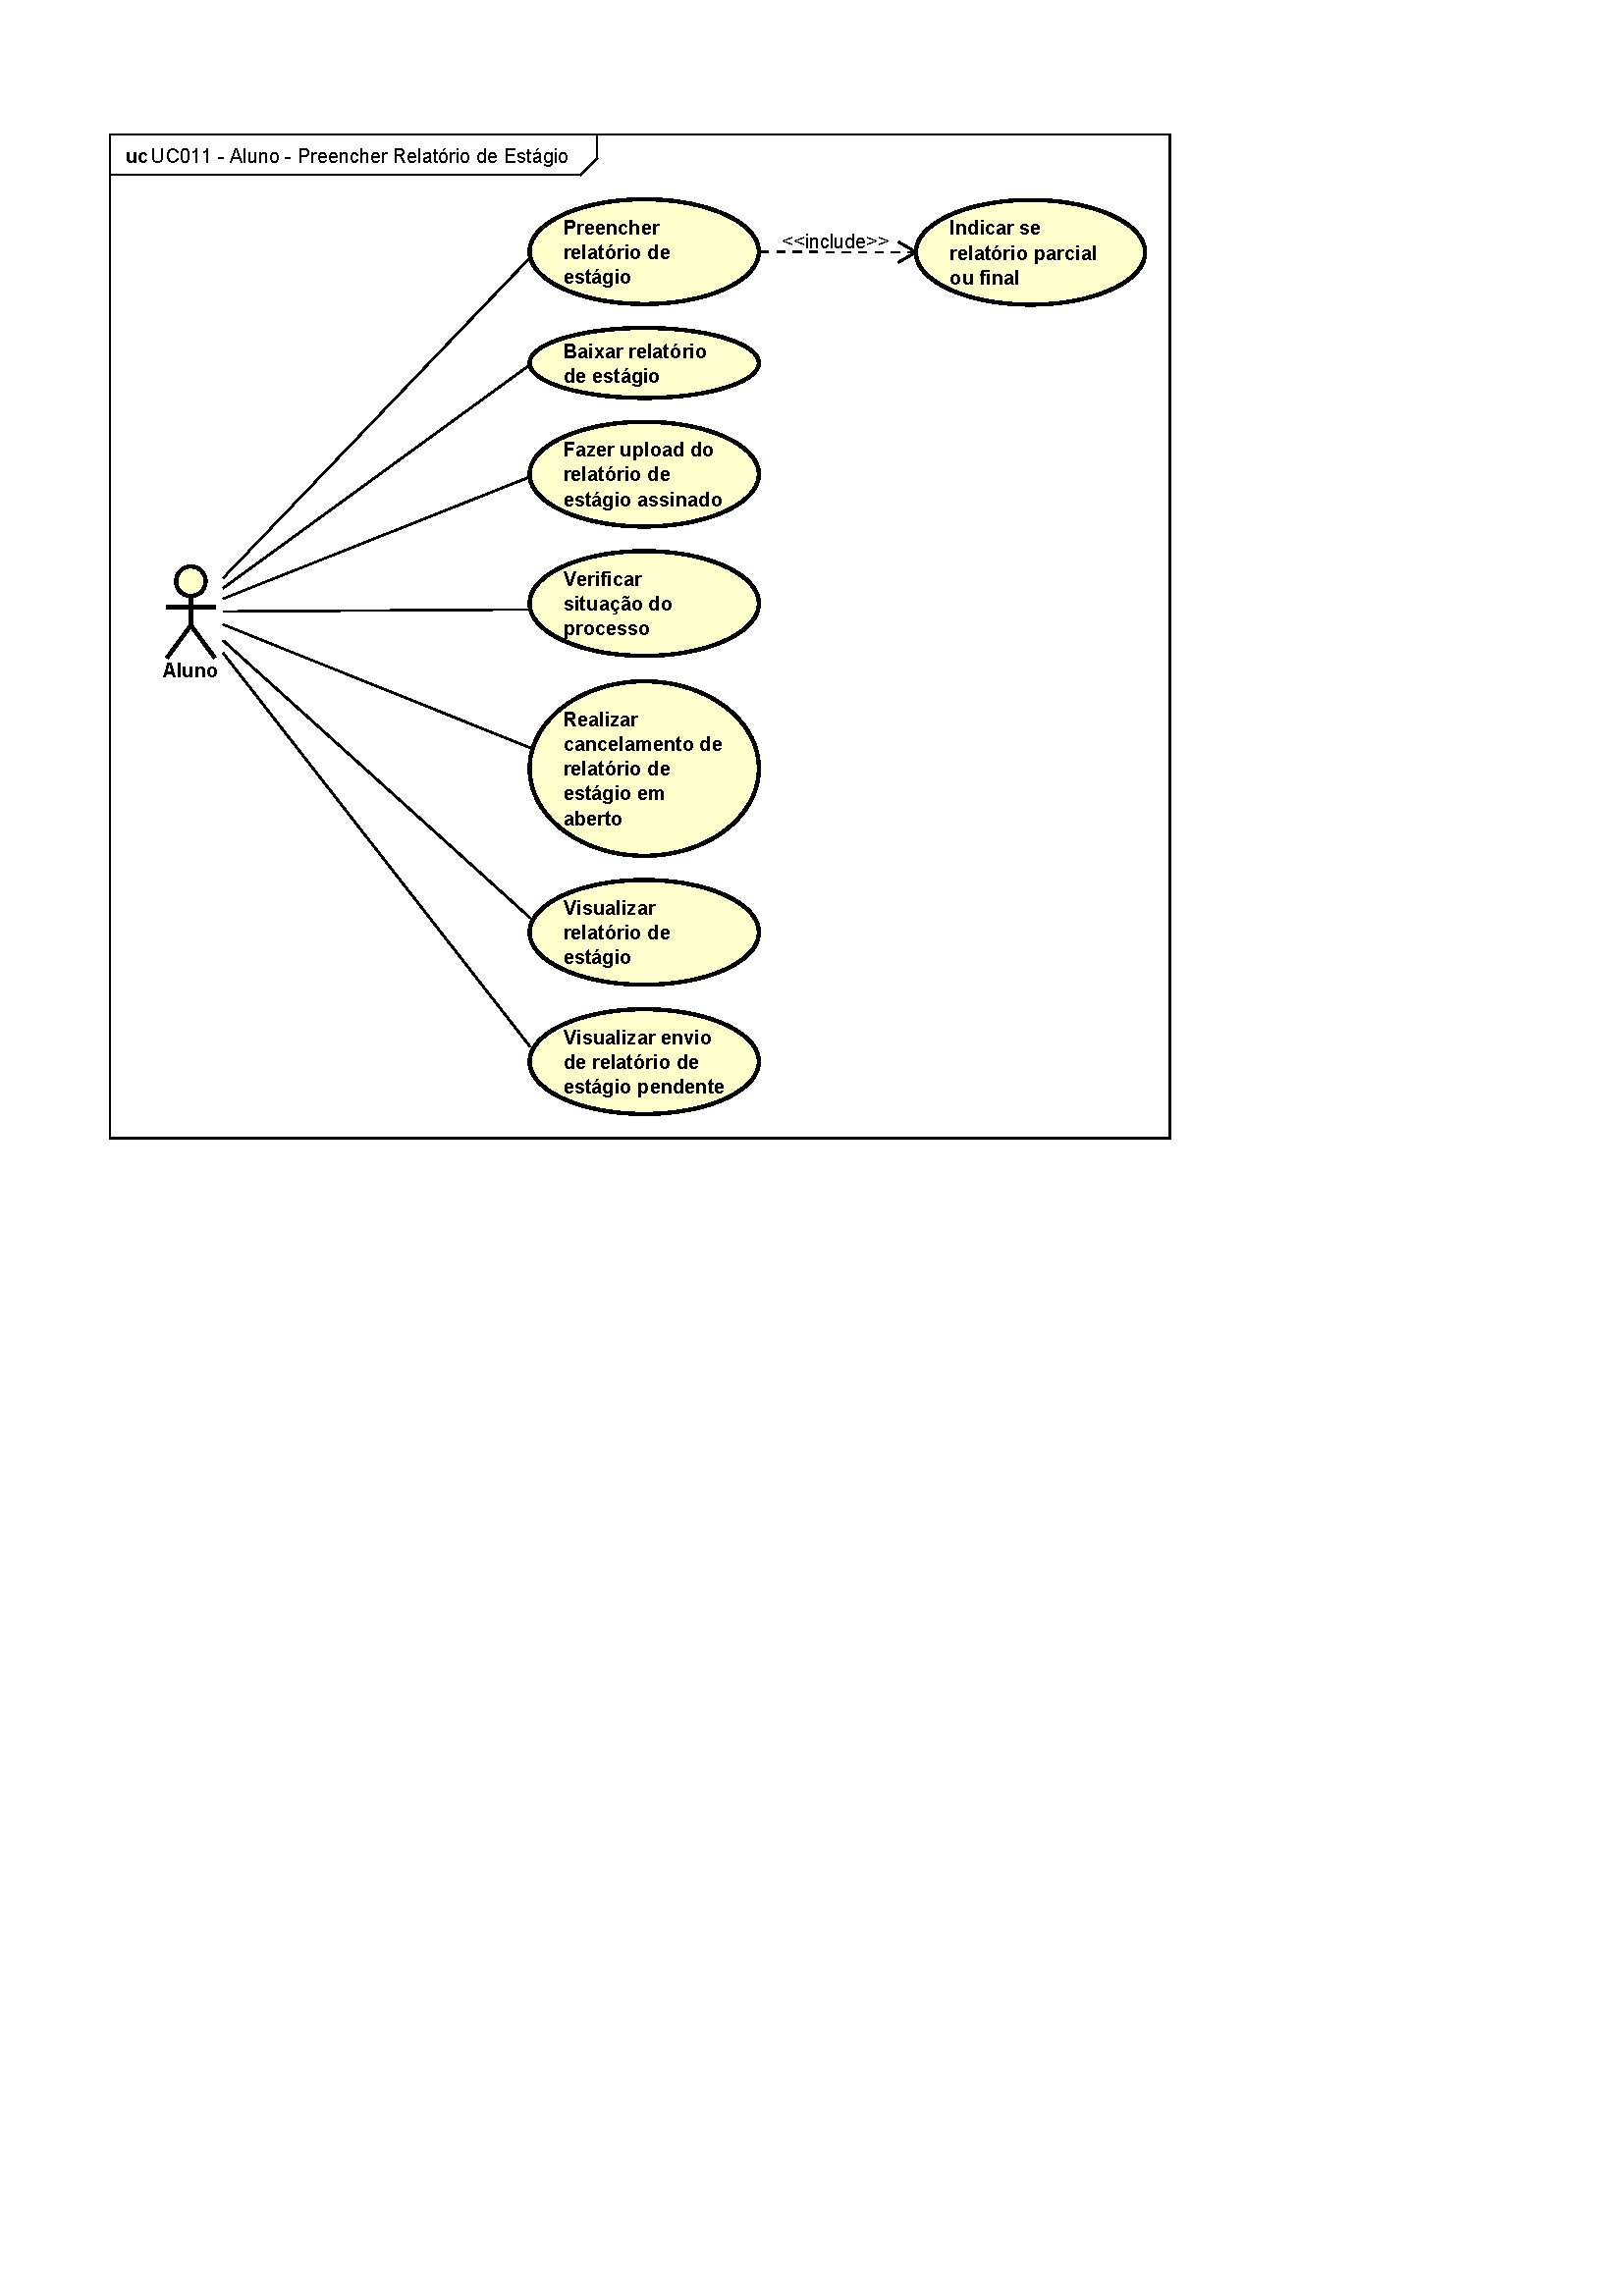 uc UC011 - Aluno - Preencher Relatório de Estágio
Preencher
relatório de
estágio
<<include>>
Indicar se
relatório parcial
ou final
Baixar relatório
de estágio
Fazer upload do
relatório de
estágio assinado
Verificar
situação do
processo
Aluno
Realizar
cancelamento de
relatório de
estágio em
aberto
Visualizar
relatório de
estágio
Visualizar envio
de relatório de
estágio pendente